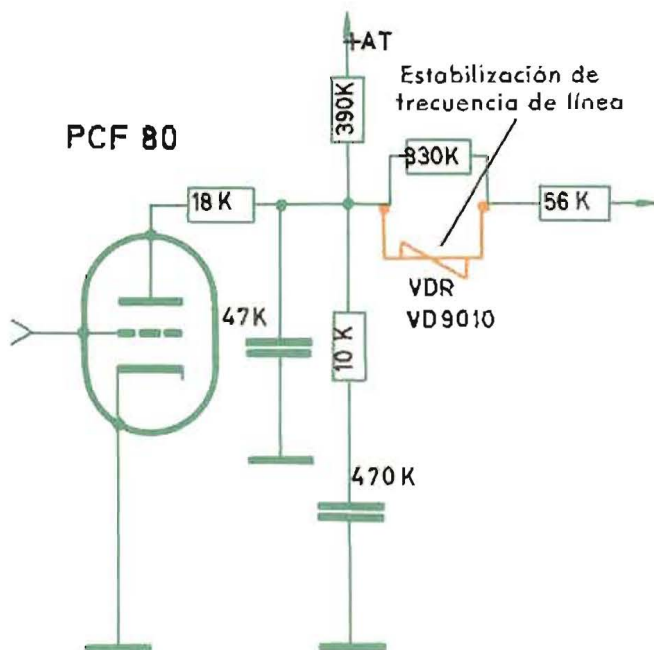 +AT
Estabilización de
trecuencia de línea
PCF 80
390K
330K
18 K
56 K
VDR
VD9010
47K
10 K
470 K